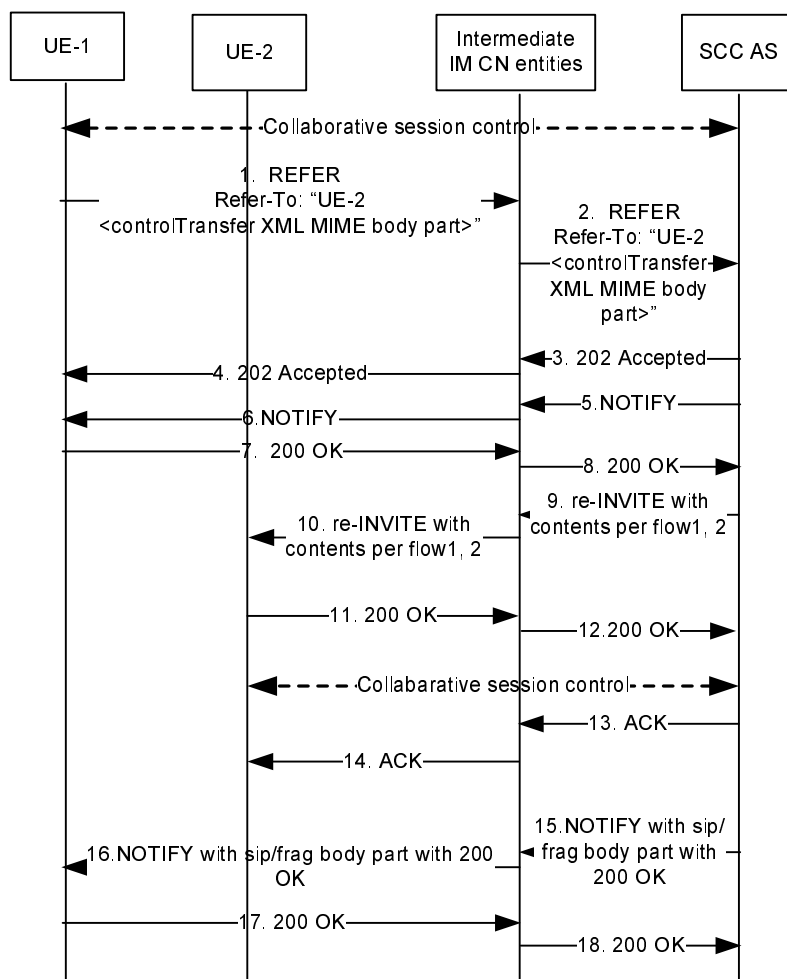 UE-1
UE-2
Intermediate
IM CN entities
SCC AS
Collaborative session control
1. REFER
Refer-To: “UE-2
<controlTransfer XML MIME body part>”
2. REFER
Refer-To: “UE-2
<controlTransfer
XML MIME body
part>”
3. 202 Accepted
4. 202 Accepted
5.NOTIFY
6.NOTIFY
7. 200 OK
8. 200 OK
9. re-INVITE with
contents per flow1, 2
10. re-INVITE with
contents per flow1, 2
11. 200 OK
12.200 OK
Collabarative session control
13. ACK
14. ACK
15.NOTIFY with sip/
frag body part with
200 OK
16.NOTIFY with sip/frag body part with 200
OK
17. 200 OK
18. 200 OK